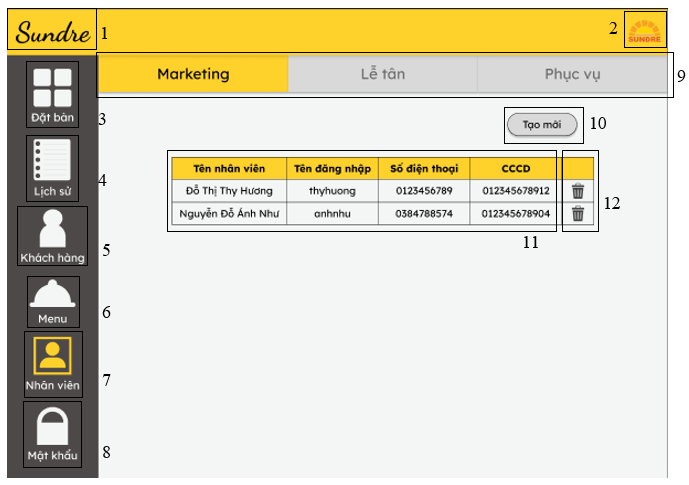 Sundre 1
2 SUNDRE
Marketing Lễ tân Phục vụ 9
Đặt bàn 3
Tạo mới 10
Lịch sử 4
Tên nhân viên Tên đăng nhập Số điện thoại CCCD
Đỗ Thị Thy Hương thyhuong 0123456789 012345678912
Nguyễn Đỗ Ánh Như anhnhu 0384788574 012345678904
12
11
Khách hàng 5
Menu 6
Nhân viên 7
Mật khẩu 8